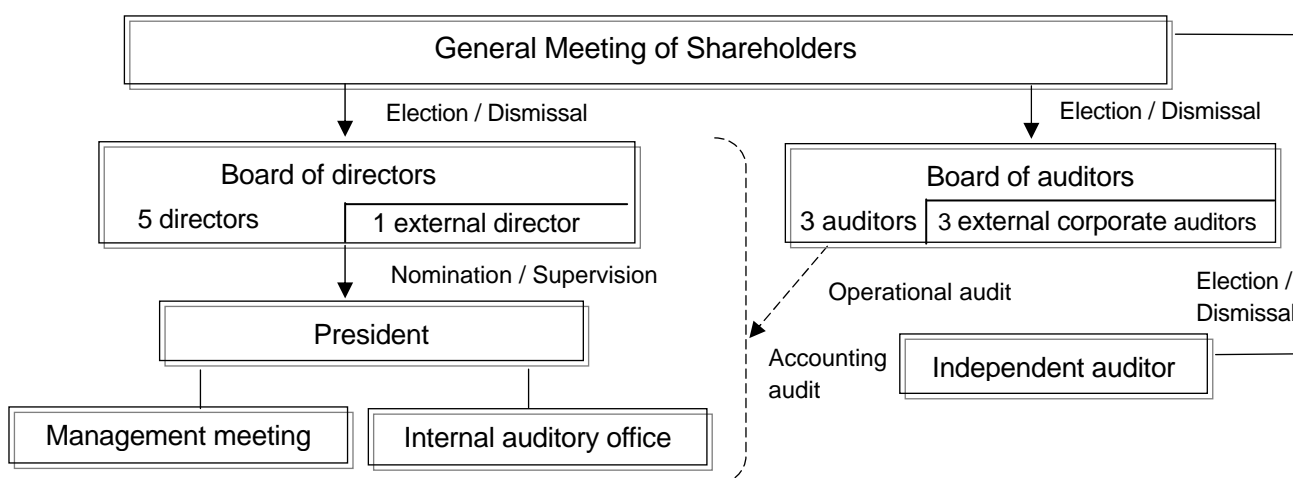 General Meeting of Shareholders
Election / Dismissal
Election / Dismissal
Board of directors
5 directors
1 external director
Board of auditors
3 auditors
3 external corporate auditors
Nomination / Supervision
Operational audit
Election /
Dismissal
President
Accounting
audit
Independent auditor
Management meeting
Internal auditory office